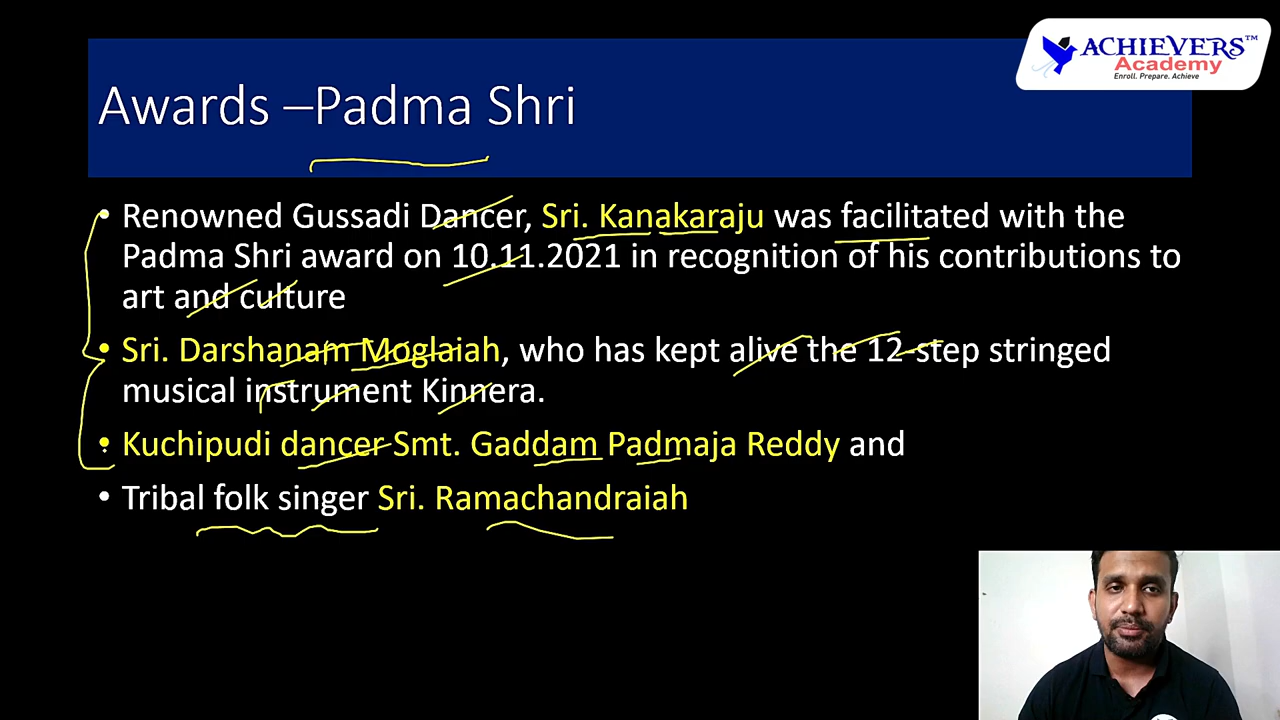 ACHIEVERS™
Academy
Enroll. Prepare. Achieve
Awards –Padma Shri
• Renowned Gussadi Dancer, Sri. Kanakaraju was facilitated with the
Padma Shri award on 10.11.2021 in recognition of his contributions to
art and culture
• Sri. Darshanam Moglaiah, who has kept alive the 12-step stringed
musical instrument Kinnera.
• Kuchipudi dancer Smt. Gaddam Padmaja Reddy and
• Tribal folk singer Sri. Ramachandraiah